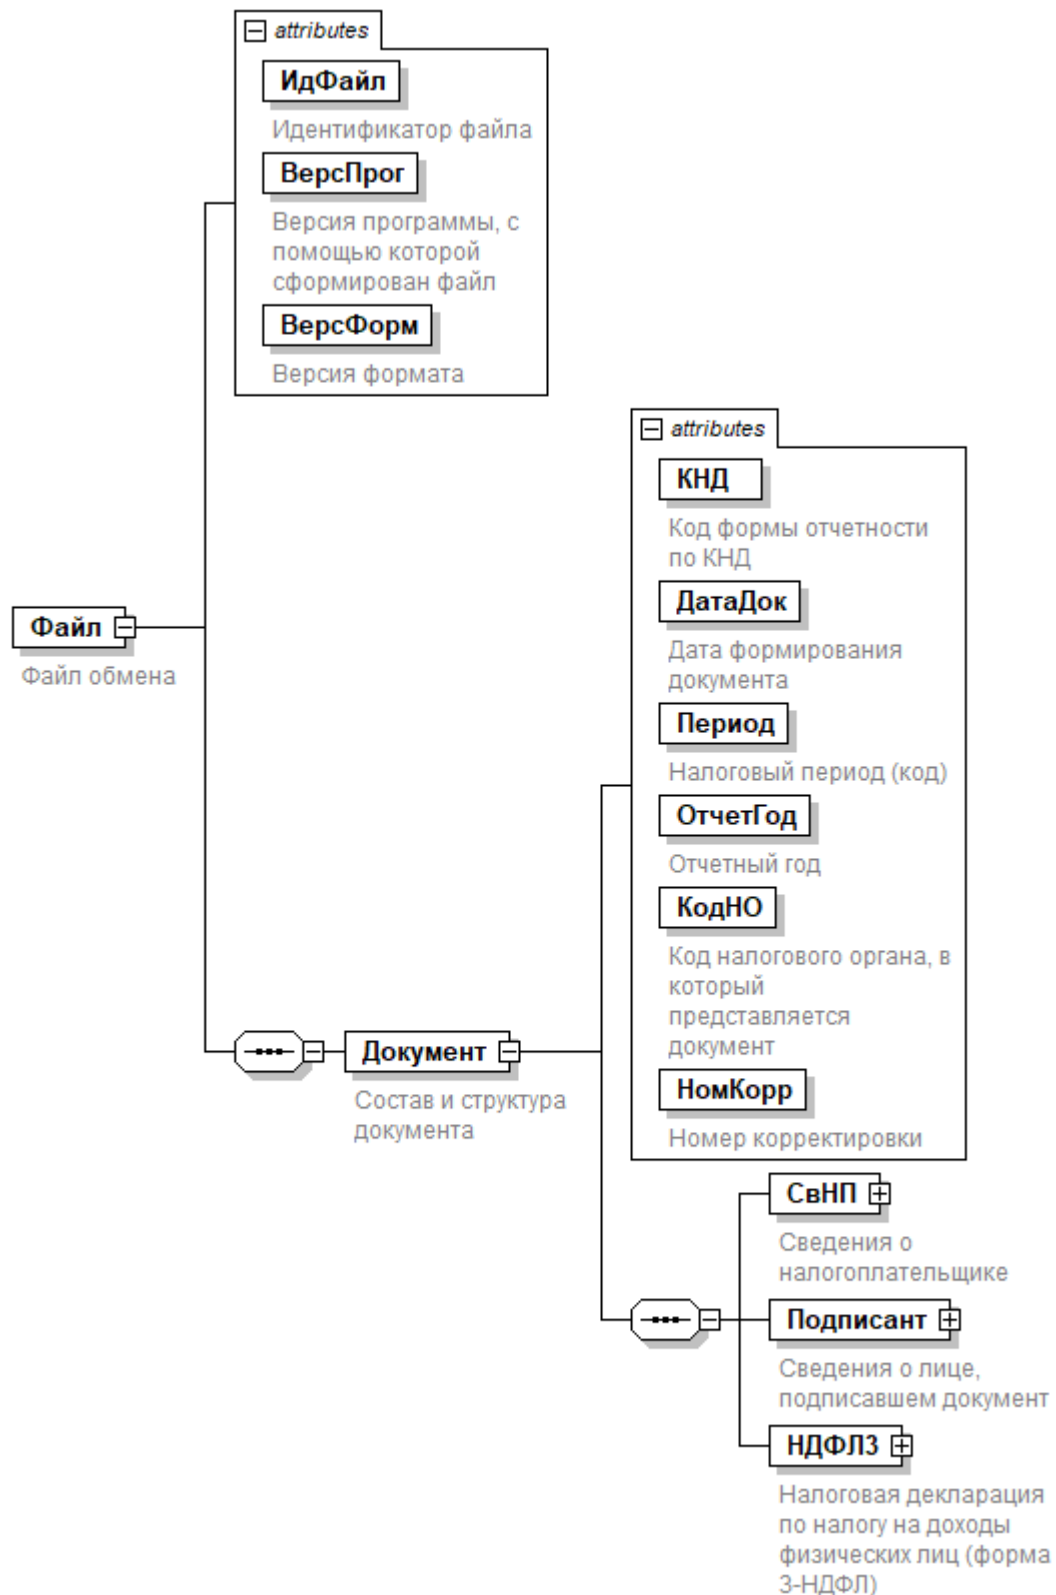 attributes
ИдФайл
Идентификатор файла
ВерсПрог
Версия программы, с
помощью которой
сформирован файл
ВерсФорм
Версия формата
Файл
Файл обмена
attributes
КНД
Код формы отчетности
по КНД
ДатаДок
Дата формирования
документа
Период
Налоговый период (код)
ОтчетГод
Отчетный год
КодНО
Код налогового органа, в
который
представляется
документ
НомКорр
Номер корректировки
Документ
Состав и структура
документа
СвНП
Сведения о
налогоплательщике
Подписант
Сведения о лице,
подписавшем документ
НДФЛ3
Налоговая декларация
по налогу на доходы
физических лиц (форма
3-НДФЛ)